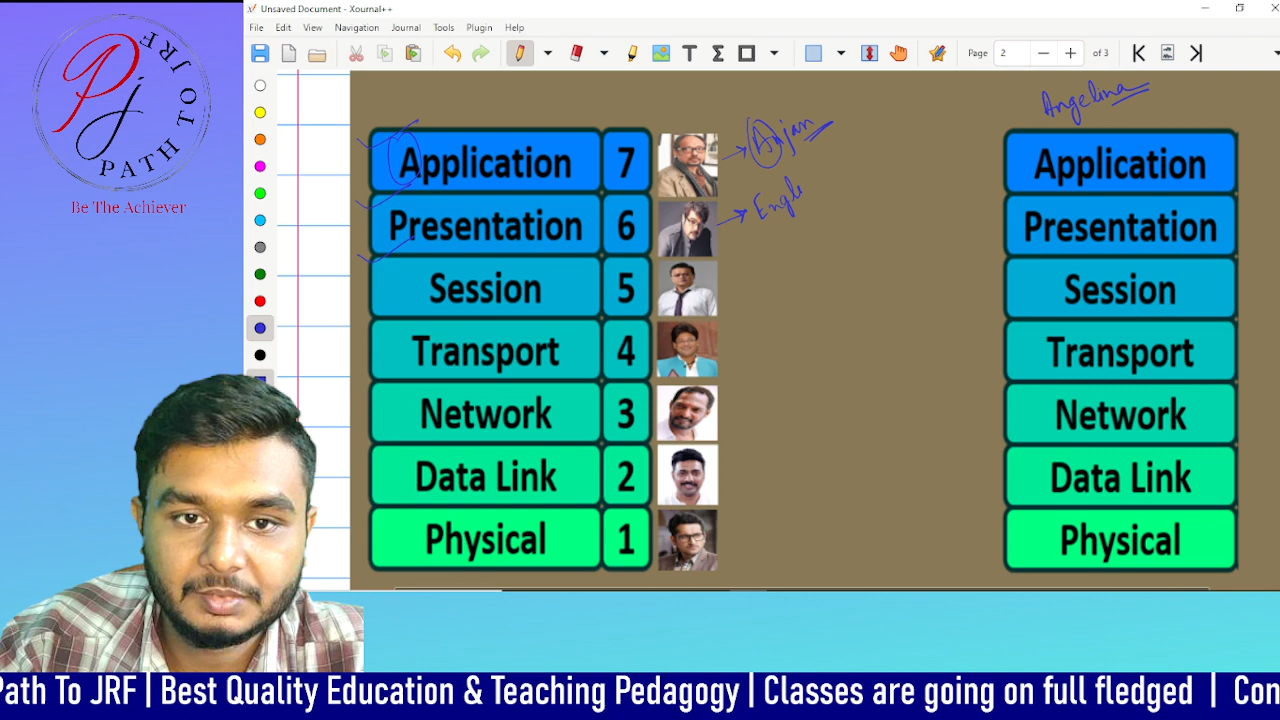 Unsaved Document - Xournal++
File Edit View Navigation Journal Tools Plugin Help
Page 2 of 3
PJ
PATH TO JRF
Be The Achiever
Angelina
Anjan
Engl
Application 7
Presentation 6
Session 5
Transport 4
Network 3
Data Link 2
Physical 1
Application
Presentation
Session
Transport
Network
Data Link
Physical
Path To JRF | Best Quality Education & Teaching Pedagogy | Classes are going on full fledged | Con